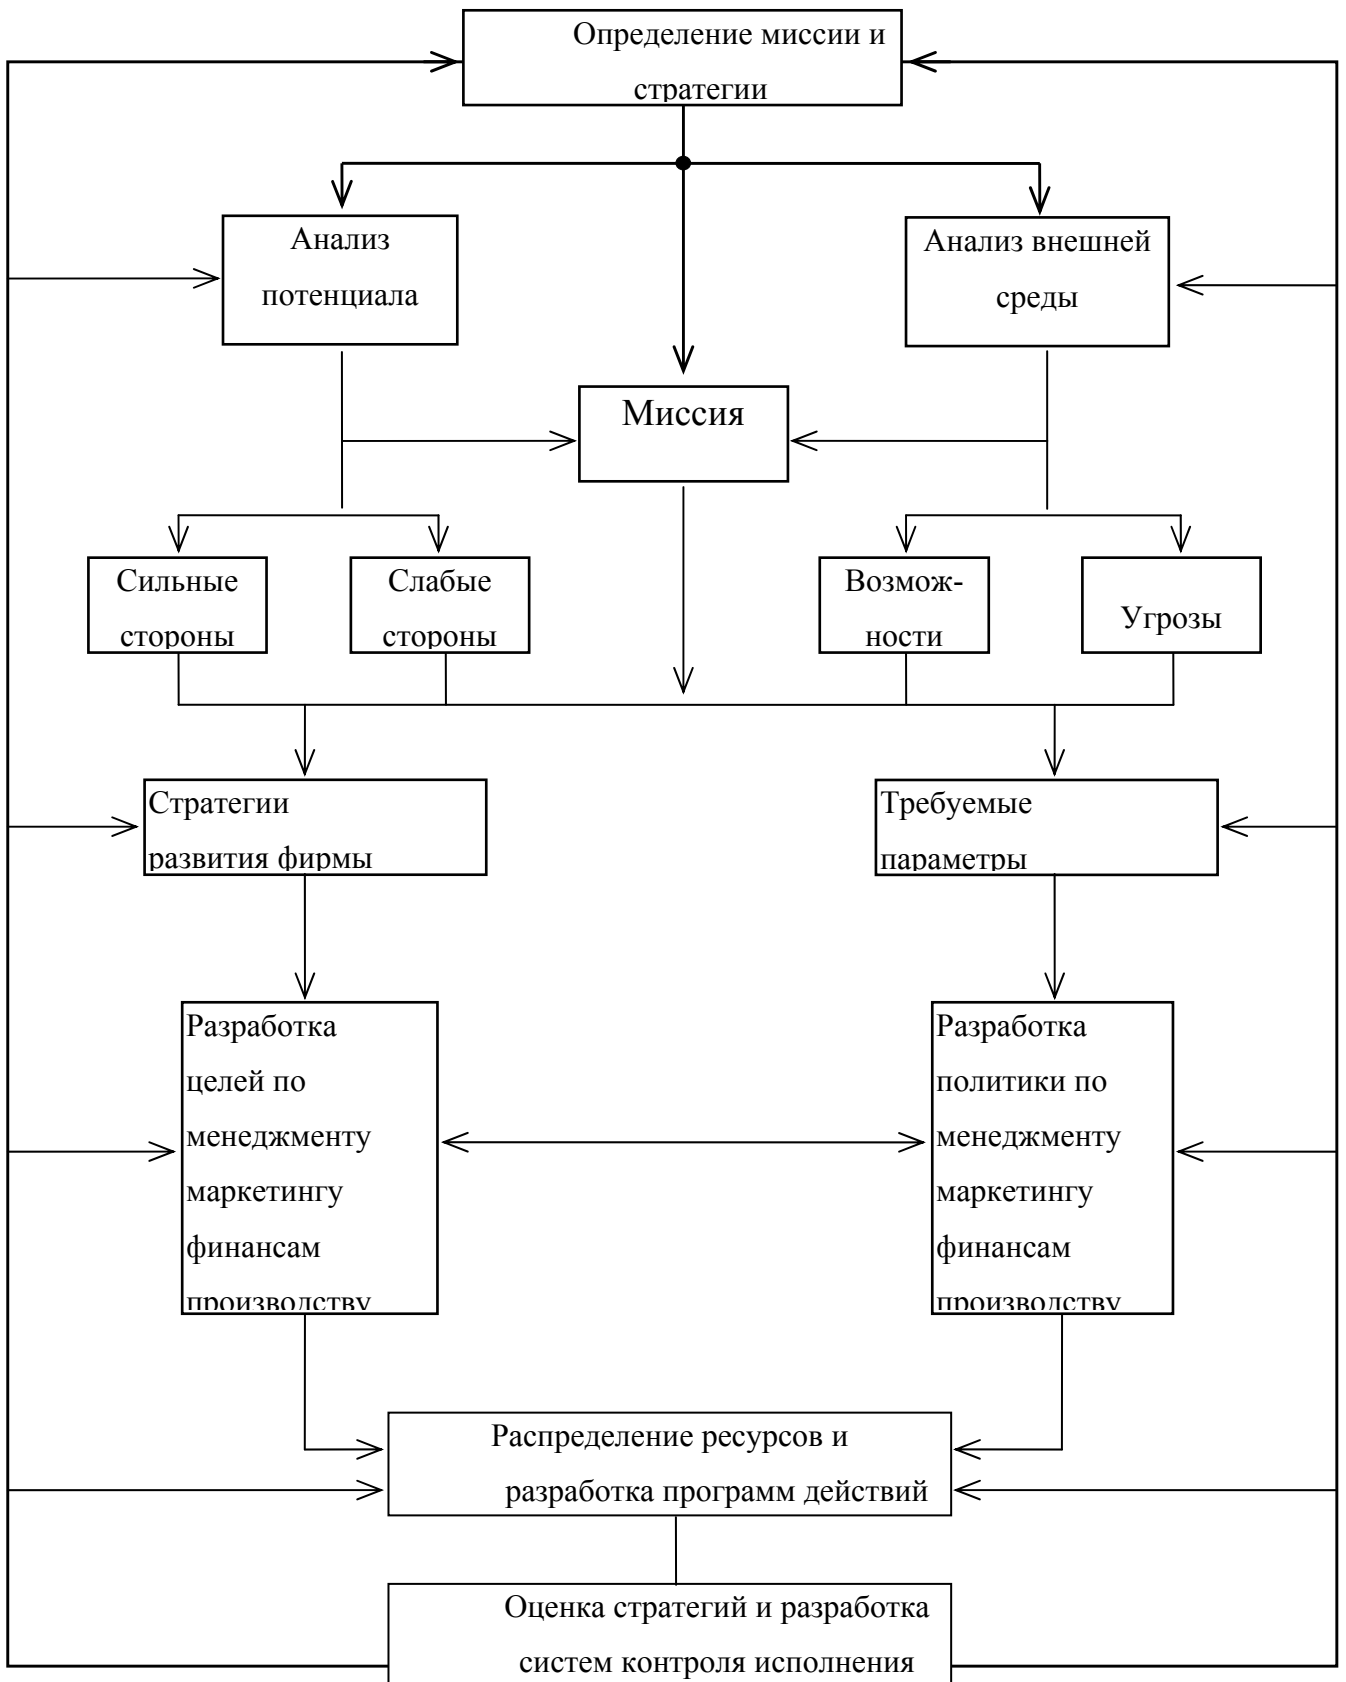 Определение миссии и
стратегии
Анализ
потенциала
Анализ внешней
среды
Миссия
Сильные
стороны
Слабые
стороны
Возмож-
ности
Угрозы
Стратегии
развития фирмы
Требуемые
параметры
Разработка
целей по
менеджменту
маркетингу
финансам
производству
Разработка
политики по
менеджменту
маркетингу
финансам
производству
Распределение ресурсов и
разработка программ действий
Оценка стратегий и разработка
систем контроля исполнения